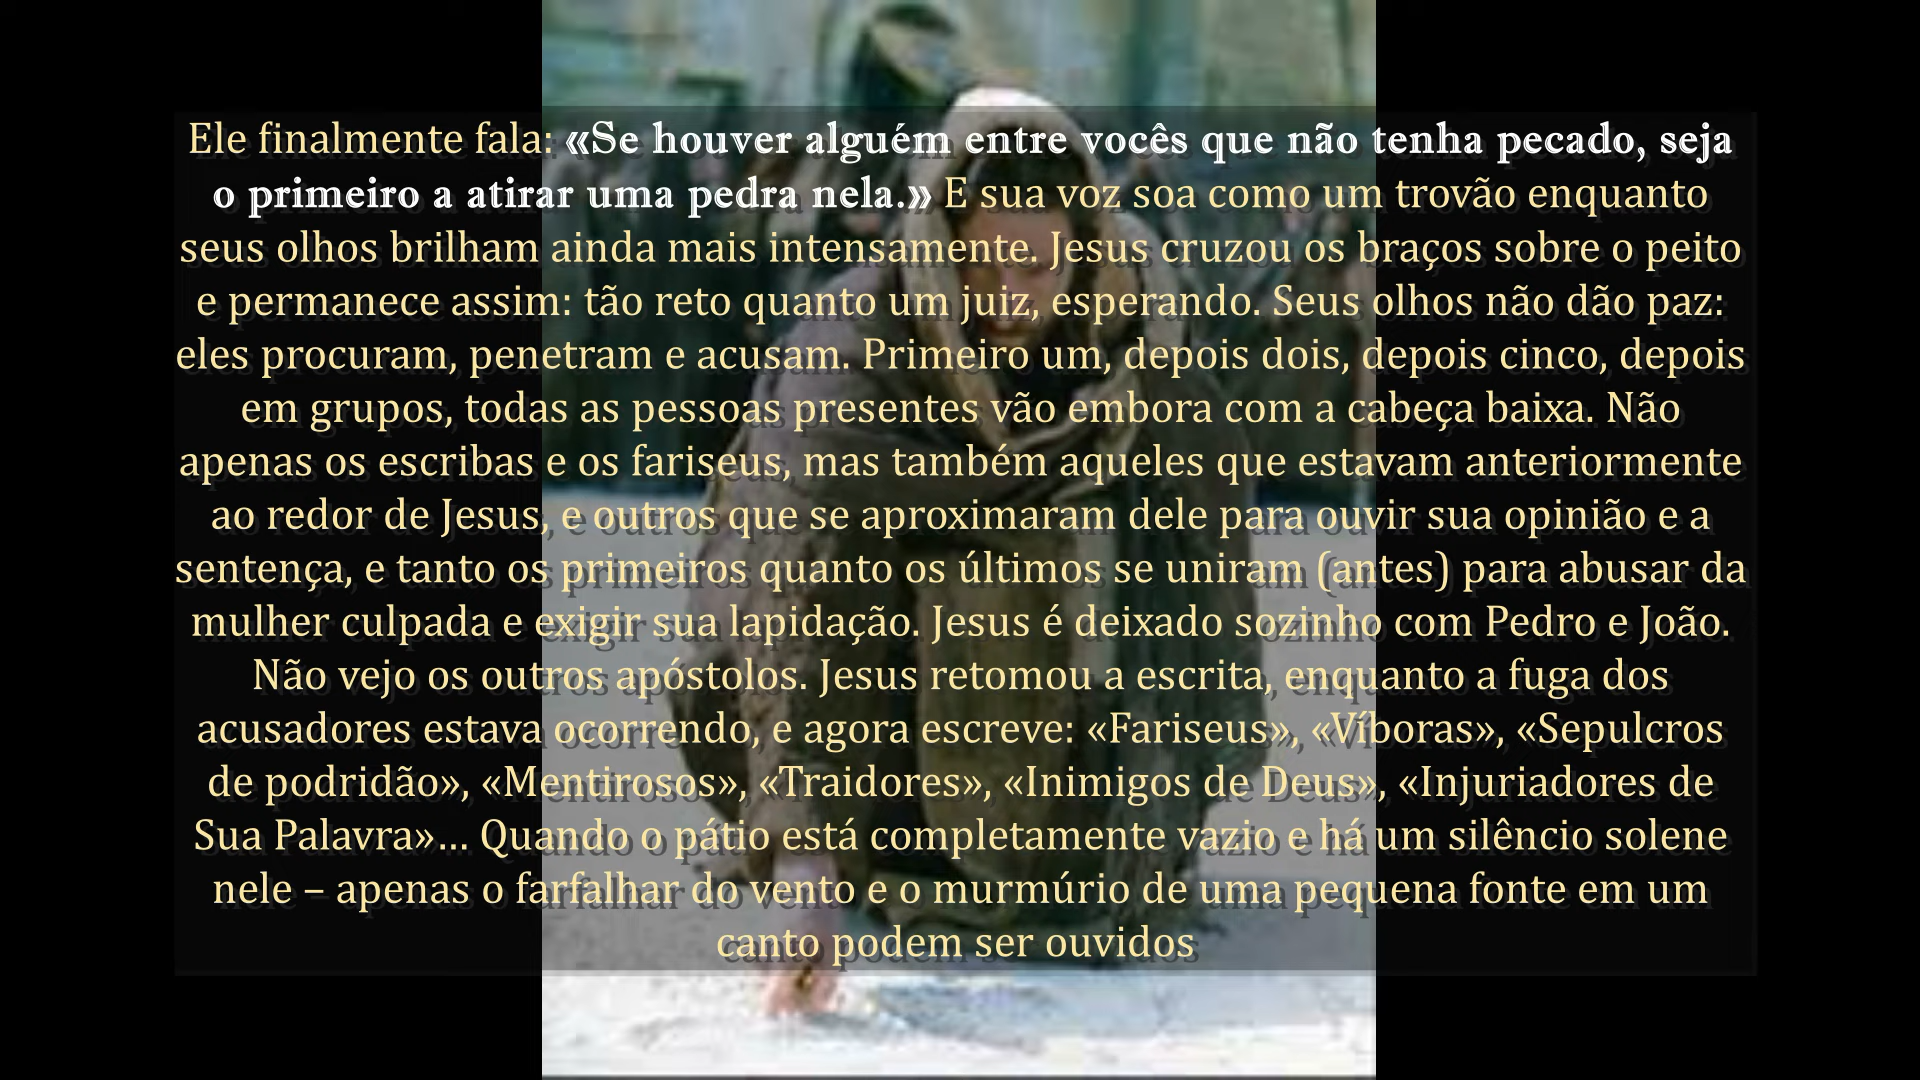 Ele finalmente fala: «Se houver alguém entre vocês que não tenha pecado, seja
o primeiro a atirar uma pedra nela.» E sua voz soa como um trovão enquanto
seus olhos brilham ainda mais intensamente. Jesus cruzou os braços sobre o peito
e permanece assim: tão reto quanto um juiz, esperando. Seus olhos não dão paz:
eles procuram, penetram e acusam. Primeiro um, depois dois, depois cinco, depois
em grupos, todas as pessoas presentes vão embora com a cabeça baixa. Não
apenas os escribas e os fariseus, mas também aqueles que estavam anteriormente
ao redor de Jesus, e outros que se aproximaram dele para ouvir sua opinião e a
sentença, e tanto os primeiros quanto os últimos se uniram (antes) para abusar da
mulher culpada e exigir sua lapidação. Jesus é deixado sozinho com Pedro e João.
Não vejo os outros apóstolos. Jesus retomou a escrita, enquanto a fuga dos
acusadores estava ocorrendo, e agora escreve: «Fariseus», «Víboras», «Sepulcros
de podridão», «Mentirosos», «Traidores», «Inimigos de Deus», «Injuriadores de
Sua Palavra»… Quando o pátio está completamente vazio e há um silêncio solene
nele – apenas o farfalhar do vento e o murmúrio de uma pequena fonte em um
canto podem ser ouvidos